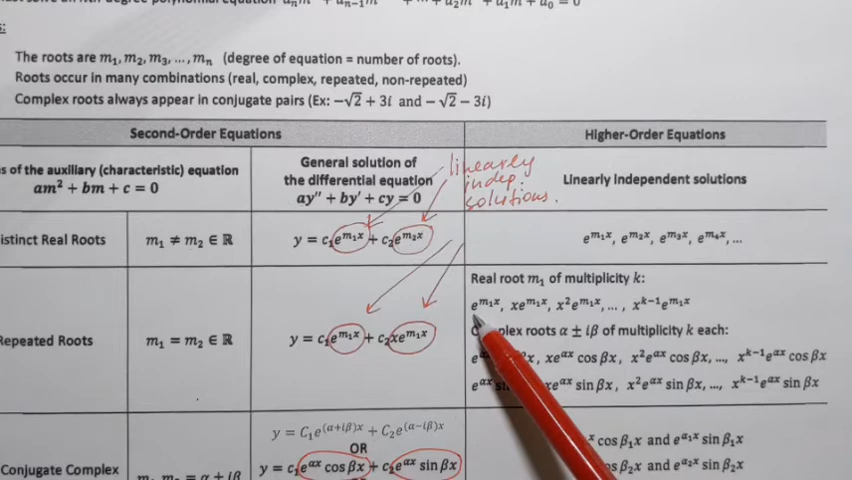 nth-degree polynomial equation
The roots are m₁, m₂, m₃, ..., mₙ (degree of equation = number of roots).
Roots occur in many combinations (real, complex, repeated, non-repeated)
Complex roots always appear in conjugate pairs (Ex: −√2 + 3i and −√2 − 3i)
Second-Order Equations
Higher-Order Equations
s of the auxiliary (characteristic) equation
am² + bm + c = 0
General solution of
the differential equation
ay'' + by' + cy = 0
linearly
indep.
solutions.
Linearly Independent solutions
istinct Real Roots
m₁ ≠ m₂ ∈ ℝ
y = c₁e^{m₁x} + c₂e^{m₂x}
e^{m₁x}, e^{m₂x}, e^{m₃x}, e^{m₄x}, ...
Repeated Roots
m₁ = m₂ ∈ ℝ
y = c₁e^{m₁x} + c₂xe^{m₁x}
Real root m₁ of multiplicity k:
e^{m₁x}, xe^{m₁x}, x²e^{m₁x}, ..., x^{k−1}e^{m₁x}
plex roots α ± iβ of multiplicity k each:
xe^{αx} cos βx, x²e^{αx} cos βx, ..., x^{k−1}e^{αx} cos βx
xe^{αx} sin βx, x²e^{αx} sin βx, ..., x^{k−1}e^{αx} sin βx
Conjugate Complex
y = C₁e^{(α+iβ)x} + C₂e^{(α−iβ)x}
OR
y = c₁e^{αx} cos βx + c₂e^{αx} sin βx
cos β₁x and e^{α₁x} sin β₁x
cos β₂x and e^{α₂x} sin β₂x